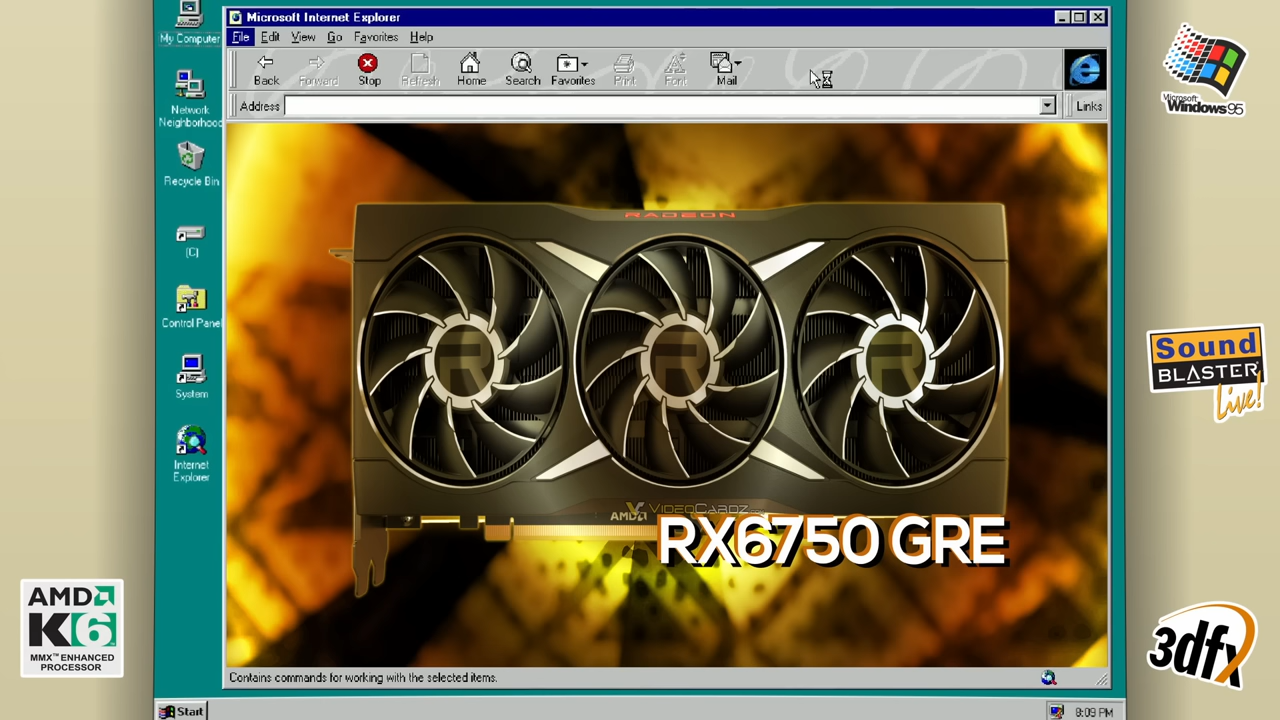 My Computer
Network
Neighborhood
Recycle Bin
(C)
Control Panel
System
Internet
Explorer
Microsoft Internet Explorer
File Edit View Go Favorites Help
Back Forward Stop Refresh Home Search Favorites Print Font Mail
Address
Links
RADEON
R R R
AMD
VIDEOCARDZ
RX6750 GRE
Contains commands for working with the selected items.
Start
8:09 PM
Microsoft
Windows 95
Sound
BLASTER
Live!
AMD
K6
MMX™ ENHANCED
PROCESSOR
3dfx